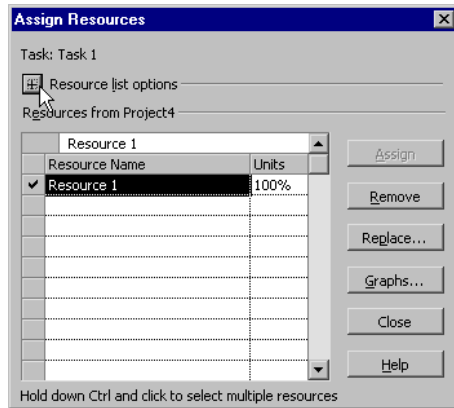 Assign Resources
Task: Task 1
Resource list options
Resources from Project4
Resource 1
Resource Name Units
Resource 1 100%
Assign
Remove
Replace...
Graphs...
Close
Help
Hold down Ctrl and click to select multiple resources